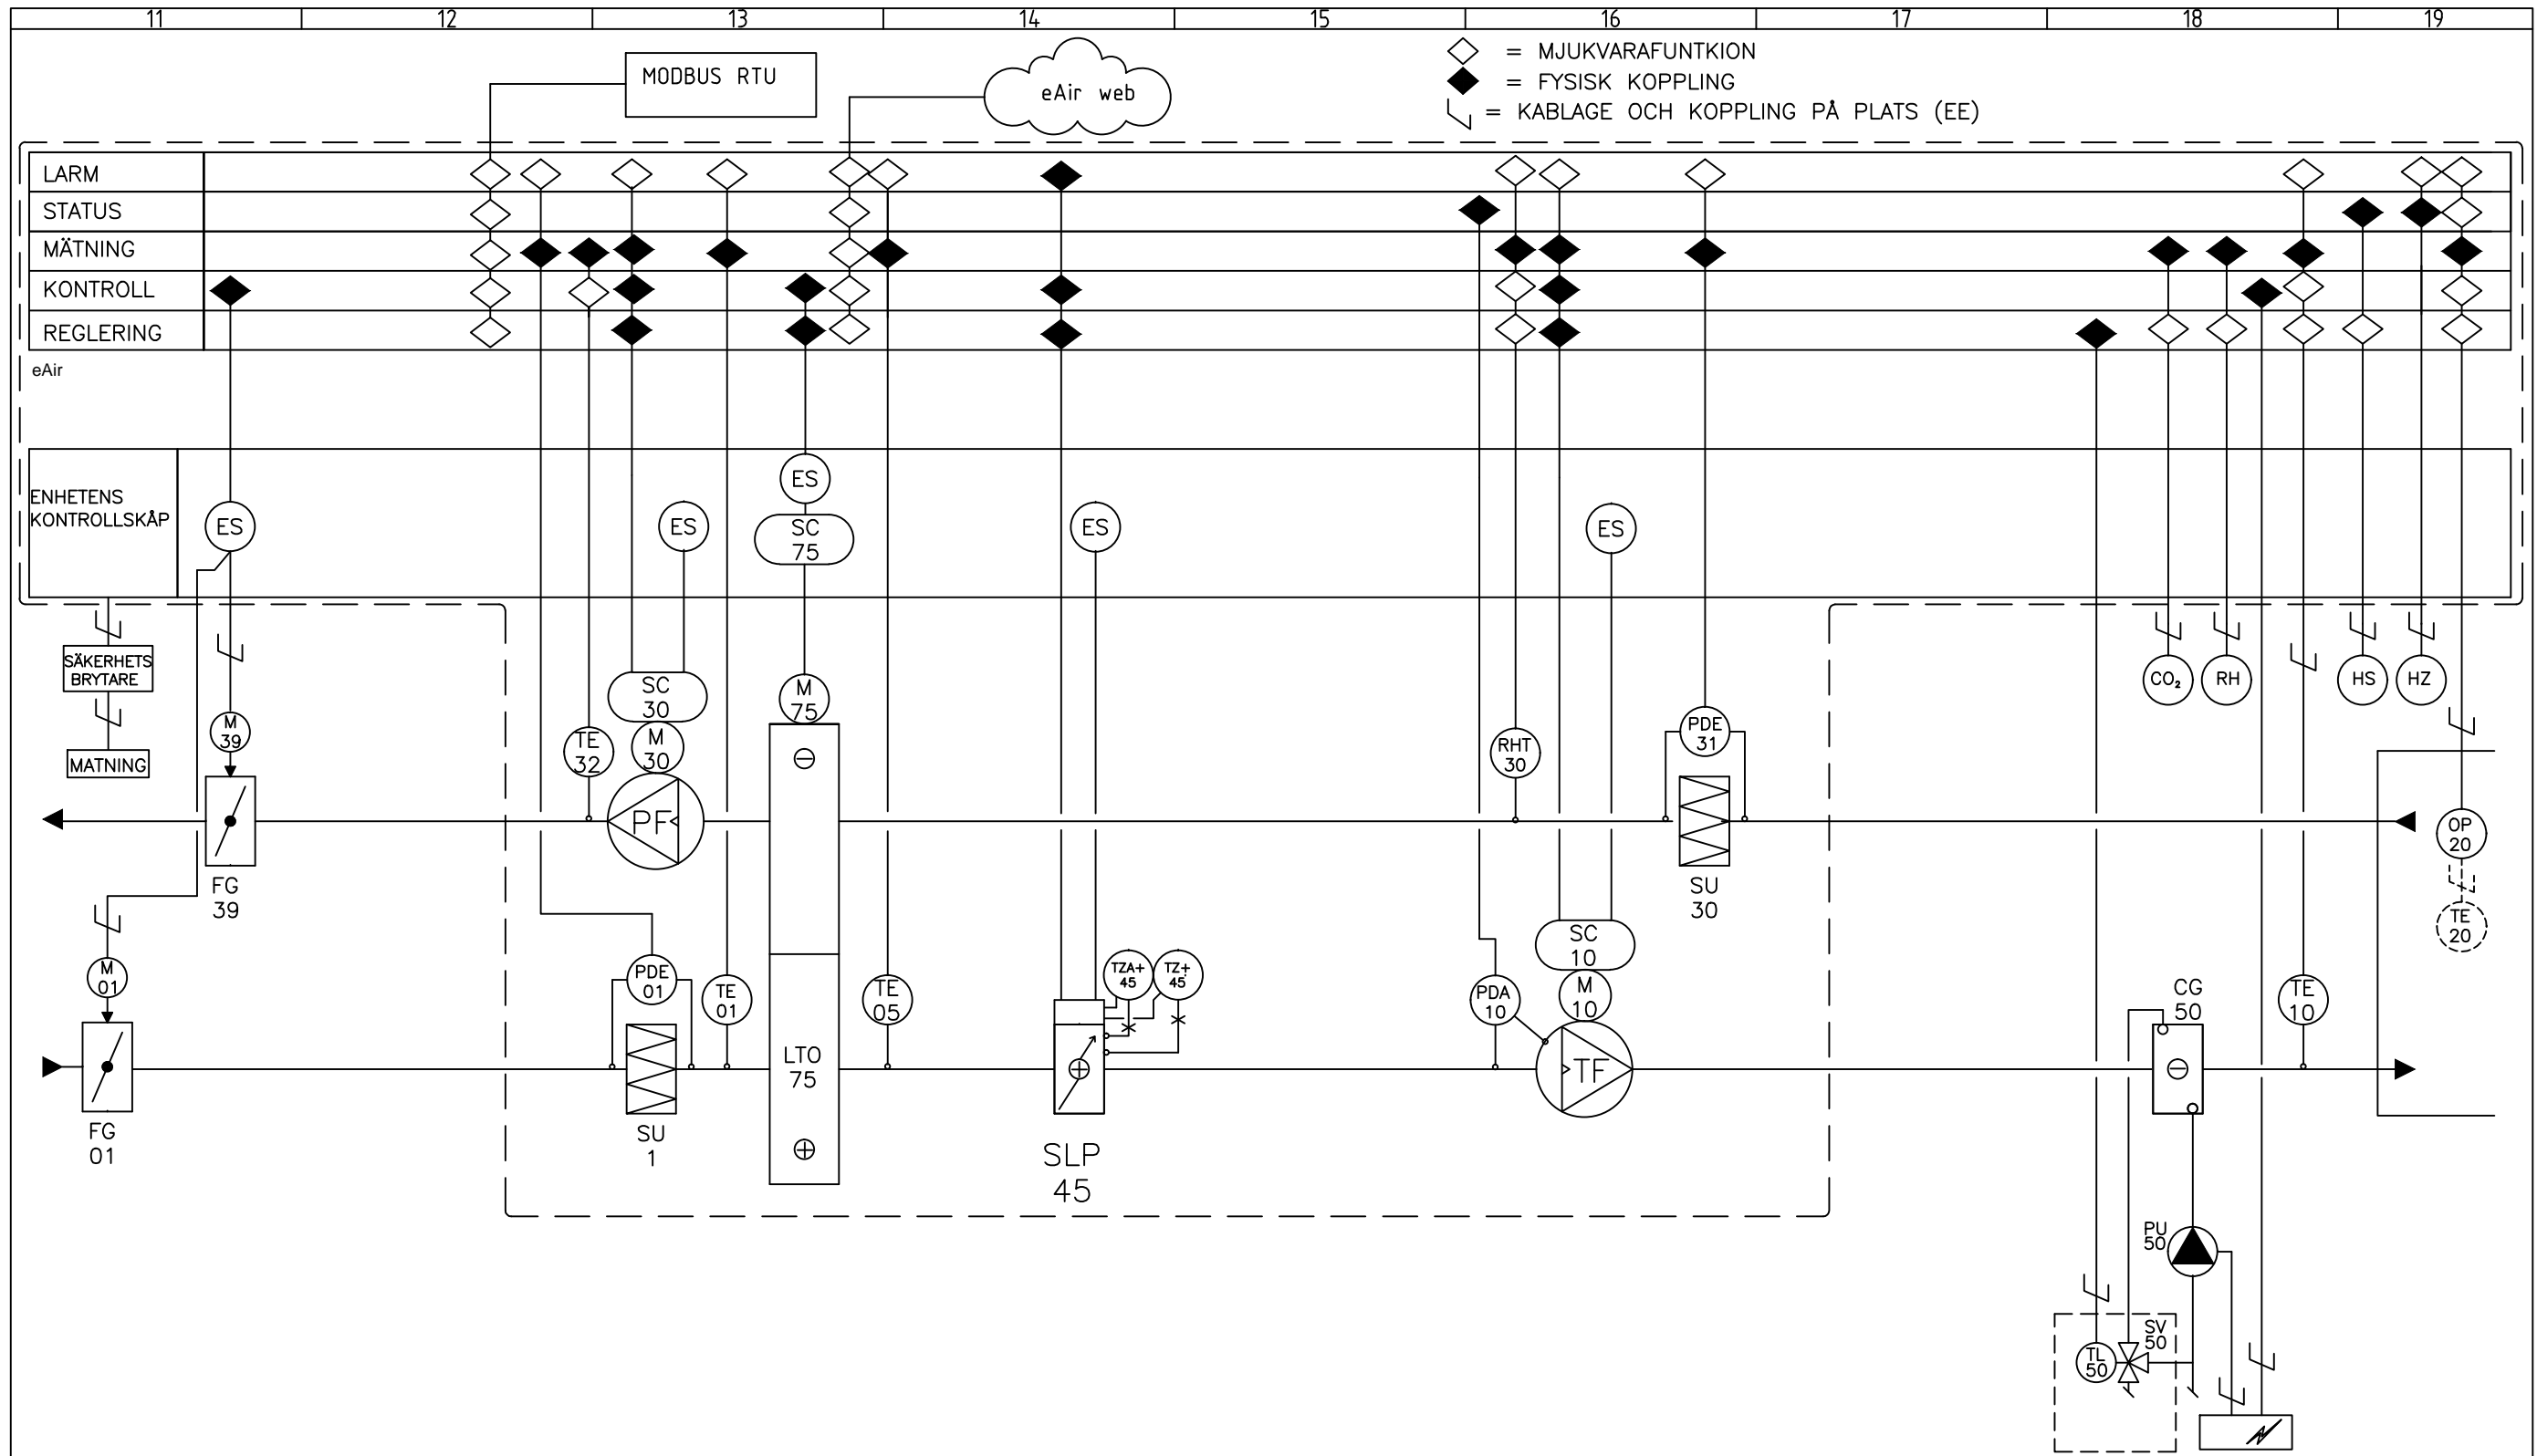 11 12 13 14 15 16 17 18 19
MODBUS RTU
eAir web
= MJUKVARAFUNTKION
= FYSISK KOPPLING
= KABLAGE OCH KOPPLING PÅ PLATS (EE)
LARM
STATUS
MÄTNING
KONTROLL
REGLERING
eAir
ENHETENS
KONTROLLSKÅP
ES
ES
ES
SC
75
ES
ES
SÄKERHETS
BRYTARE
MATNING
M
39
TE
32
SC
30
M
30
PF
M
75
RHT
30
PDE
31
CO₂
RH
HS
HZ
OP
20
TE
20
FG
39
SU
30
M
01
FG
01
PDE
01
SU
1
TE
01
LTO
75
TE
05
TZA+
45
TZ+
45
SLP
45
PDA
10
SC
10
M
10
TF
CG
50
TE
10
PU
50
SV
50
TL
50